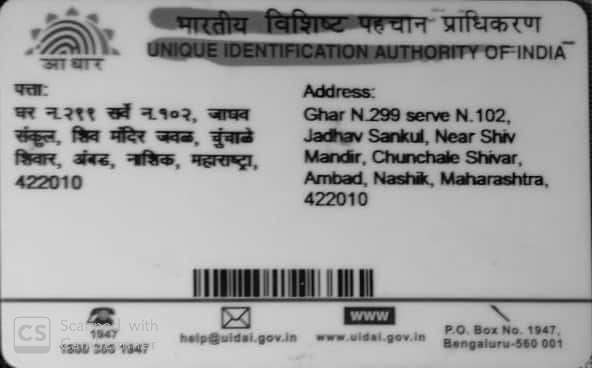 भारतीय विशिष्ट पहचान प्राधिकरण
UNIQUE IDENTIFICATION AUTHORITY OF INDIA
आधार
पत्ता:
घर न.२९९ सर्वे न.१०२, जाधव
संकुल, शिव मंदिर जवळ, चुंचाळे
शिवार, अंबड, नाशिक, महाराष्ट्रा,
422010
Address:
Ghar N.299 serve N.102,
Jadhav Sankul, Near Shiv
Mandir, Chunchale Shivar,
Ambad, Nashik, Maharashtra,
422010
1947
1800 300 1947
help@uidai.gov.in
WWW
www.uidai.gov.in
P.O. Box No. 1947,
Bengaluru-560 001
CS
Scanned with